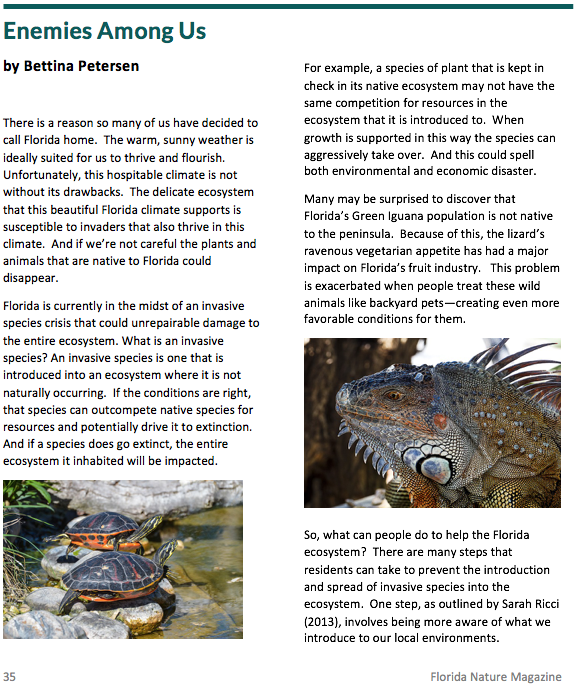 Enemies Among Us
by Bettina Petersen
There is a reason so many of us have decided to
call Florida home.  The warm, sunny weather is
ideally suited for us to thrive and flourish.
Unfortunately, this hospitable climate is not
without its drawbacks.  The delicate ecosystem
that this beautiful Florida climate supports is
susceptible to invaders that also thrive in this
climate.  And if we're not careful the plants and
animals that are native to Florida could
disappear.
Florida is currently in the midst of an invasive
species crisis that could unrepairable damage to
the entire ecosystem. What is an invasive
species? An invasive species is one that is
introduced into an ecosystem where it is not
naturally occurring.  If the conditions are right,
that species can outcompete native species for
resources and potentially drive it to extinction.
And if a species does go extinct, the entire
ecosystem it inhabited will be impacted.
For example, a species of plant that is kept in
check in its native ecosystem may not have the
same competition for resources in the
ecosystem that it is introduced to.  When
growth is supported in this way the species can
aggressively take over.  And this could spell
both environmental and economic disaster.
Many may be surprised to discover that
Florida's Green Iguana population is not native
to the peninsula.  Because of this, the lizard's
ravenous vegetarian appetite has had a major
impact on Florida's fruit industry.   This problem
is exacerbated when people treat these wild
animals like backyard pets—creating even more
favorable conditions for them.
So, what can people do to help the Florida
ecosystem?  There are many steps that
residents can take to prevent the introduction
and spread of invasive species into the
ecosystem.  One step, as outlined by Sarah Ricci
(2013), involves being more aware of what we
introduce to our local environments.
35
Florida Nature Magazine